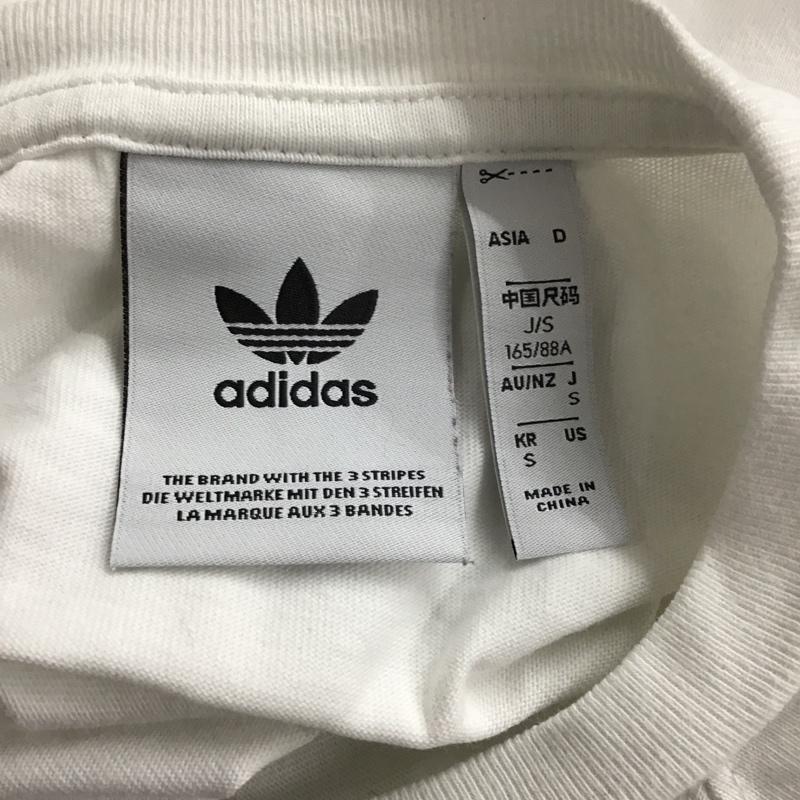 adidas
THE BRAND WITH THE 3 STRIPES
DIE WELTMARKE MIT DEN 3 STREIFEN
LA MARQUE AUX 3 BANDES
ASIA D
中国尺码
J/S
165/88A
AU/NZ J
S
KR US
S
MADE IN
CHINA